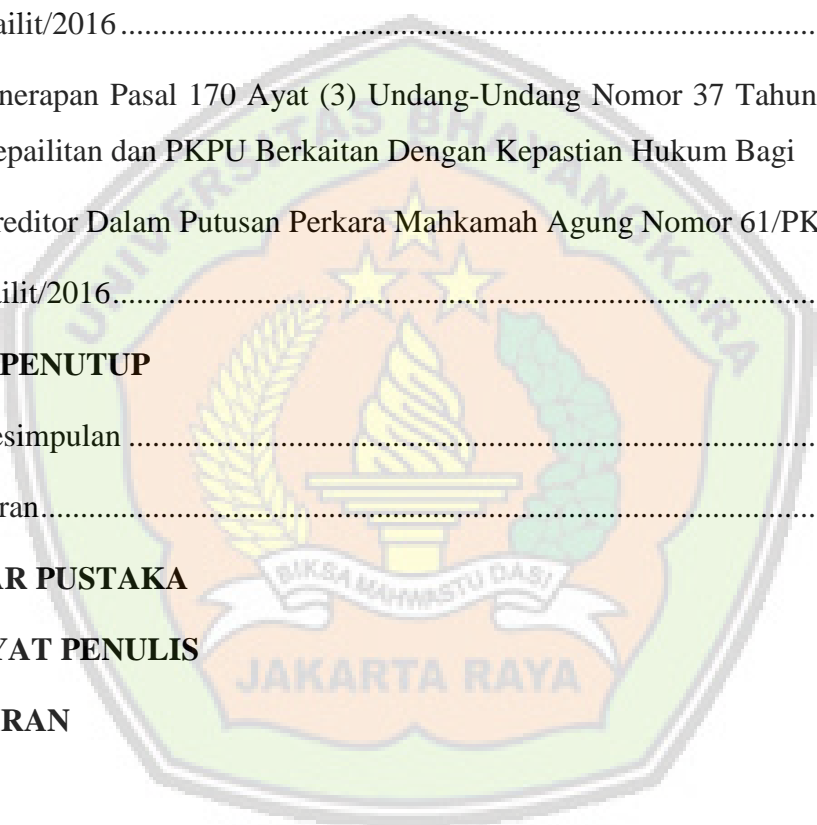 ailit/2016......................................................................................
nerapan Pasal 170 Ayat (3) Undang-Undang Nomor 37 Tahun
epailitan dan PKPU Berkaitan Dengan Kepastian Hukum Bagi
reditor Dalam Putusan Perkara Mahkamah Agung Nomor 61/PK
ailit/2016......................................................................................
PENUTUP
esimpulan ......................................................................................
ran......................................................................................
AR PUSTAKA
YAT PENULIS
RAN
UNIVERSITAS BHAYANGKARA
BIKSA MAHWASTU DASI
JAKARTA RAYA